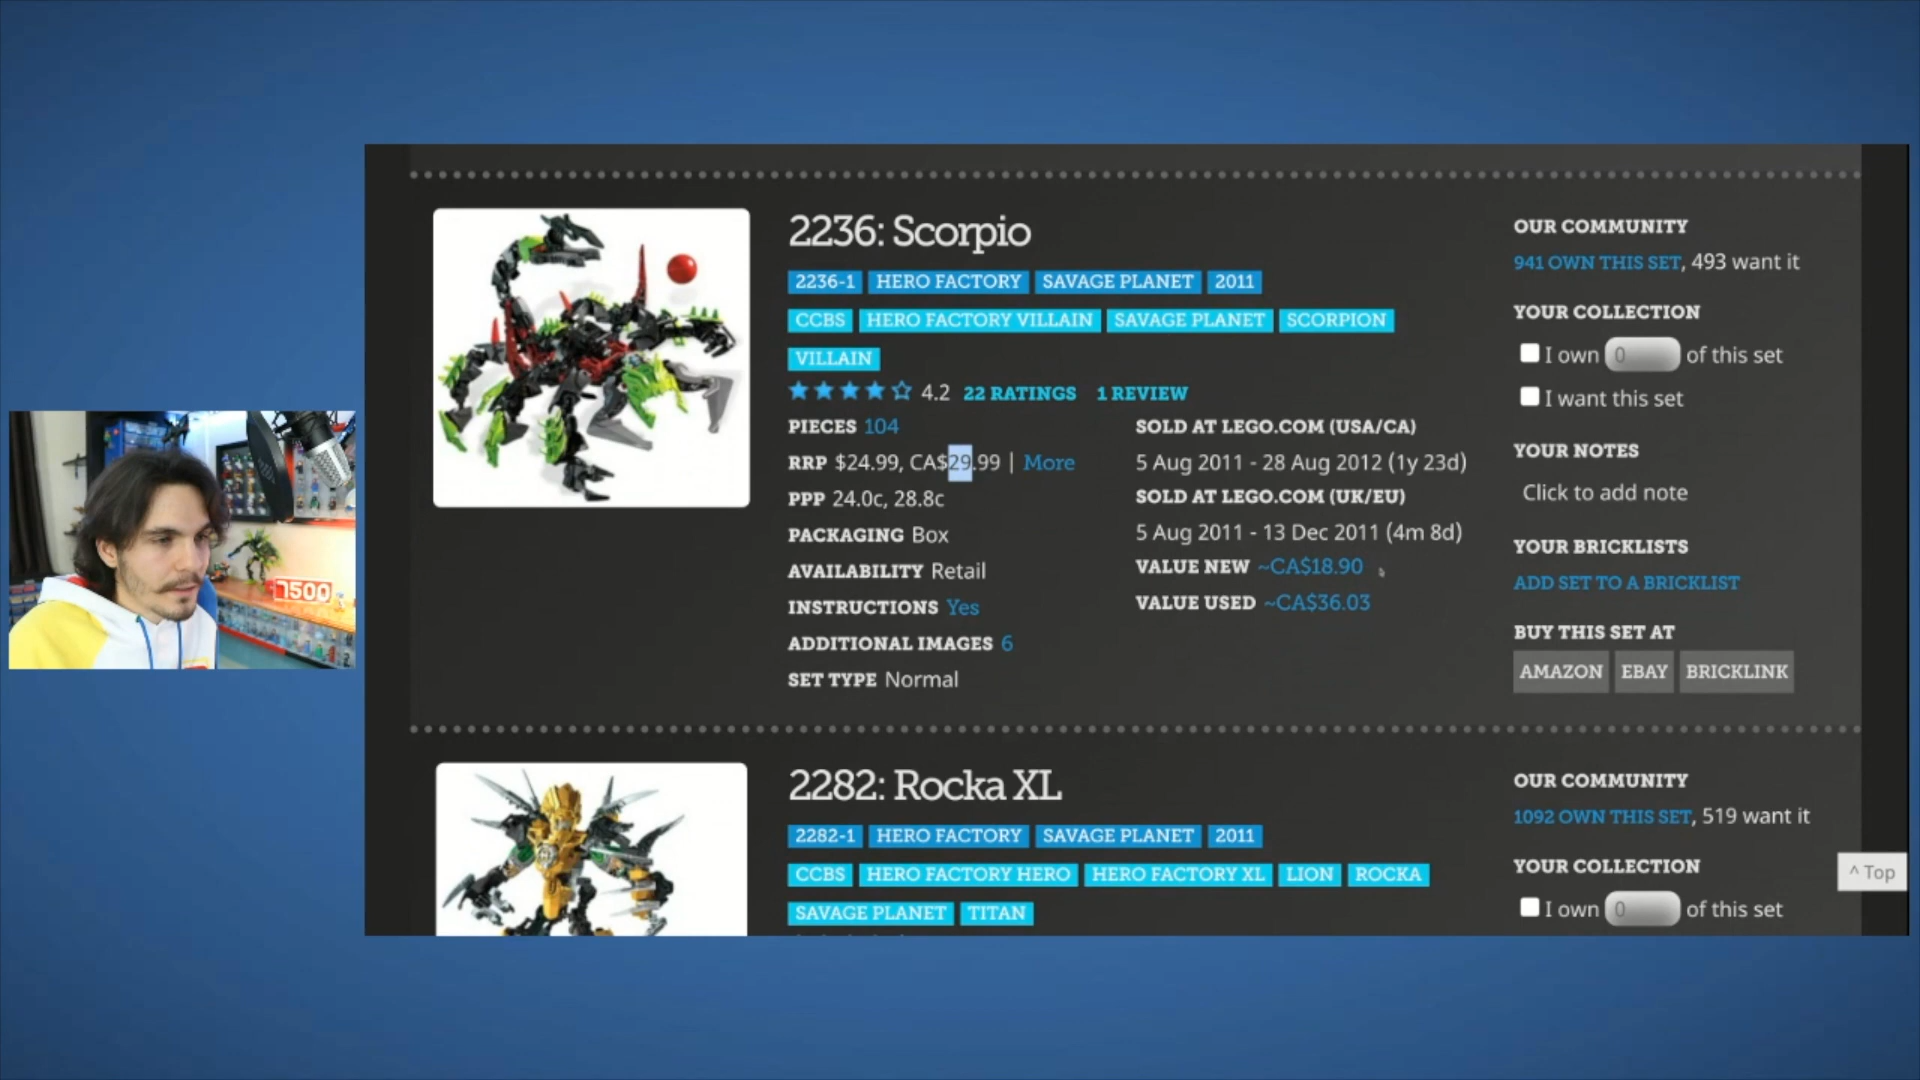 2236: Scorpio
2236-1 HERO FACTORY SAVAGE PLANET 2011
CCBS HERO FACTORY VILLAIN SAVAGE PLANET SCORPION
VILLAIN
4.2 22 RATINGS 1 REVIEW
PIECES 104
RRP $24.99, CA$29.99 | More
PPP 24.0c, 28.8c
PACKAGING Box
AVAILABILITY Retail
INSTRUCTIONS Yes
ADDITIONAL IMAGES 6
SET TYPE Normal
SOLD AT LEGO.COM (USA/CA)
5 Aug 2011 - 28 Aug 2012 (1y 23d)
SOLD AT LEGO.COM (UK/EU)
5 Aug 2011 - 13 Dec 2011 (4m 8d)
VALUE NEW ~CA$18.90
VALUE USED ~CA$36.03
OUR COMMUNITY
941 OWN THIS SET, 493 want it
YOUR COLLECTION
I own 0 of this set
I want this set
YOUR NOTES
Click to add note
YOUR BRICKLISTS
ADD SET TO A BRICKLIST
BUY THIS SET AT
AMAZON EBAY BRICKLINK
7500
2282: Rocka XL
2282-1 HERO FACTORY SAVAGE PLANET 2011
CCBS HERO FACTORY HERO HERO FACTORY XL LION ROCKA
SAVAGE PLANET TITAN
OUR COMMUNITY
1092 OWN THIS SET, 519 want it
YOUR COLLECTION
I own 0 of this set
^ Top